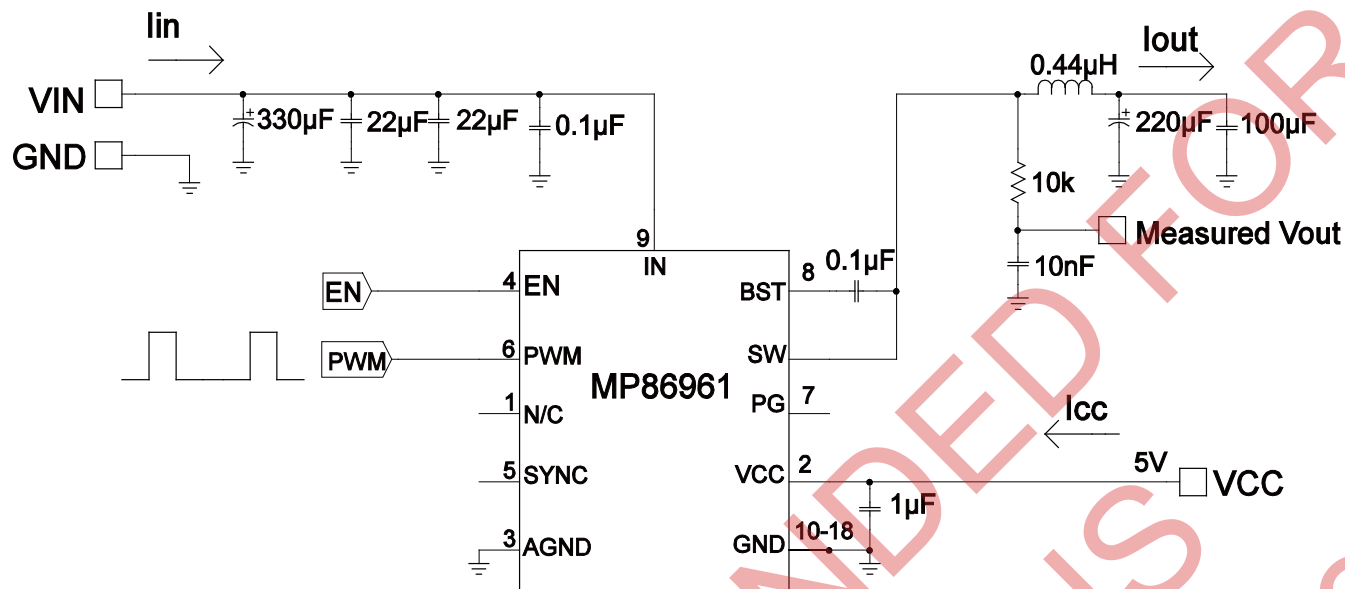 Iin
Iout
0.44µH
VIN
330µF
22µF
22µF
0.1µF
220µF
100µF
GND
10k
Measured Vout
10nF
9
IN
0.1µF
EN
4
EN
BST
8
PWM
6
PWM
SW
MP86961
1
N/C
PG
7
Icc
5
SYNC
VCC
2
5V
VCC
1µF
3
AGND
GND
10-18
NDED FOR